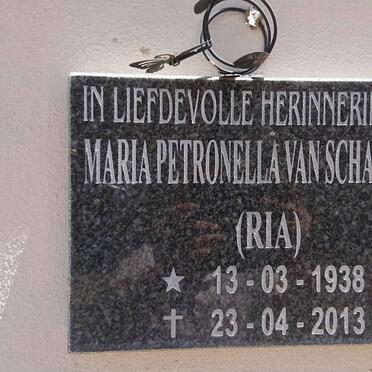 IN LIEFDEVOLLE HERINNERI
MARIA PETRONELLA VAN SCHA
(RIA)
13 - 03 - 1938
23 - 04 - 2013